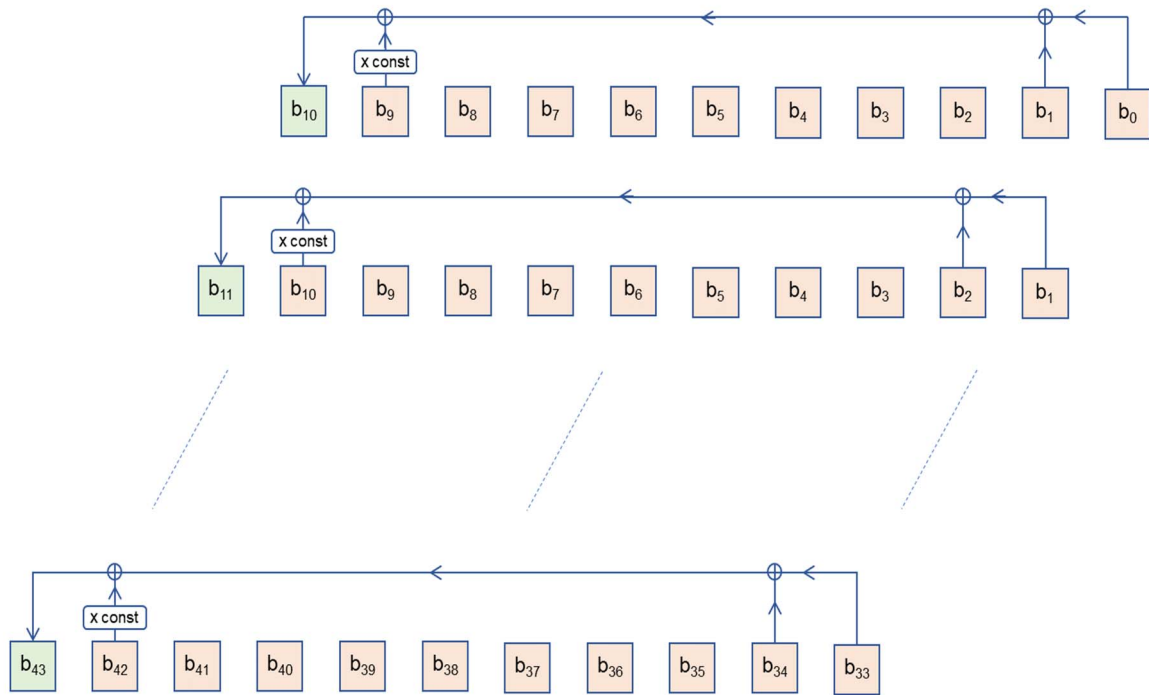 x const
b10 b9 b8 b7 b6 b5 b4 b3 b2 b1 b0
x const
b11 b10 b9 b8 b7 b6 b5 b4 b3 b2 b1
x const
b43 b42 b41 b40 b39 b38 b37 b36 b35 b34 b33